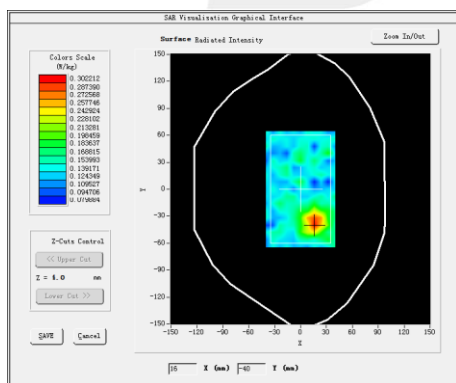 SAR Visualisation Graphical Interface
Surface Radiated Intensity
Zoom In/Out
Colors Scale
(W/kg)
0.302212
0.287390
0.272568
0.257746
0.242924
0.228102
0.213281
0.198459
0.183637
0.168815
0.153993
0.139171
0.124349
0.109527
0.094706
0.079884
Z-Cuts Control
<< Upper Cut
Z = 4.0 mm
Lower Cut >>
SAVE
Cancel
150
120
90
60
30
0
-30
-60
-90
-120
-150
Y
-150 -120 -90 -60 -30 0 30 60 90 120 150
X
16 X (mm) -40 Y (mm)